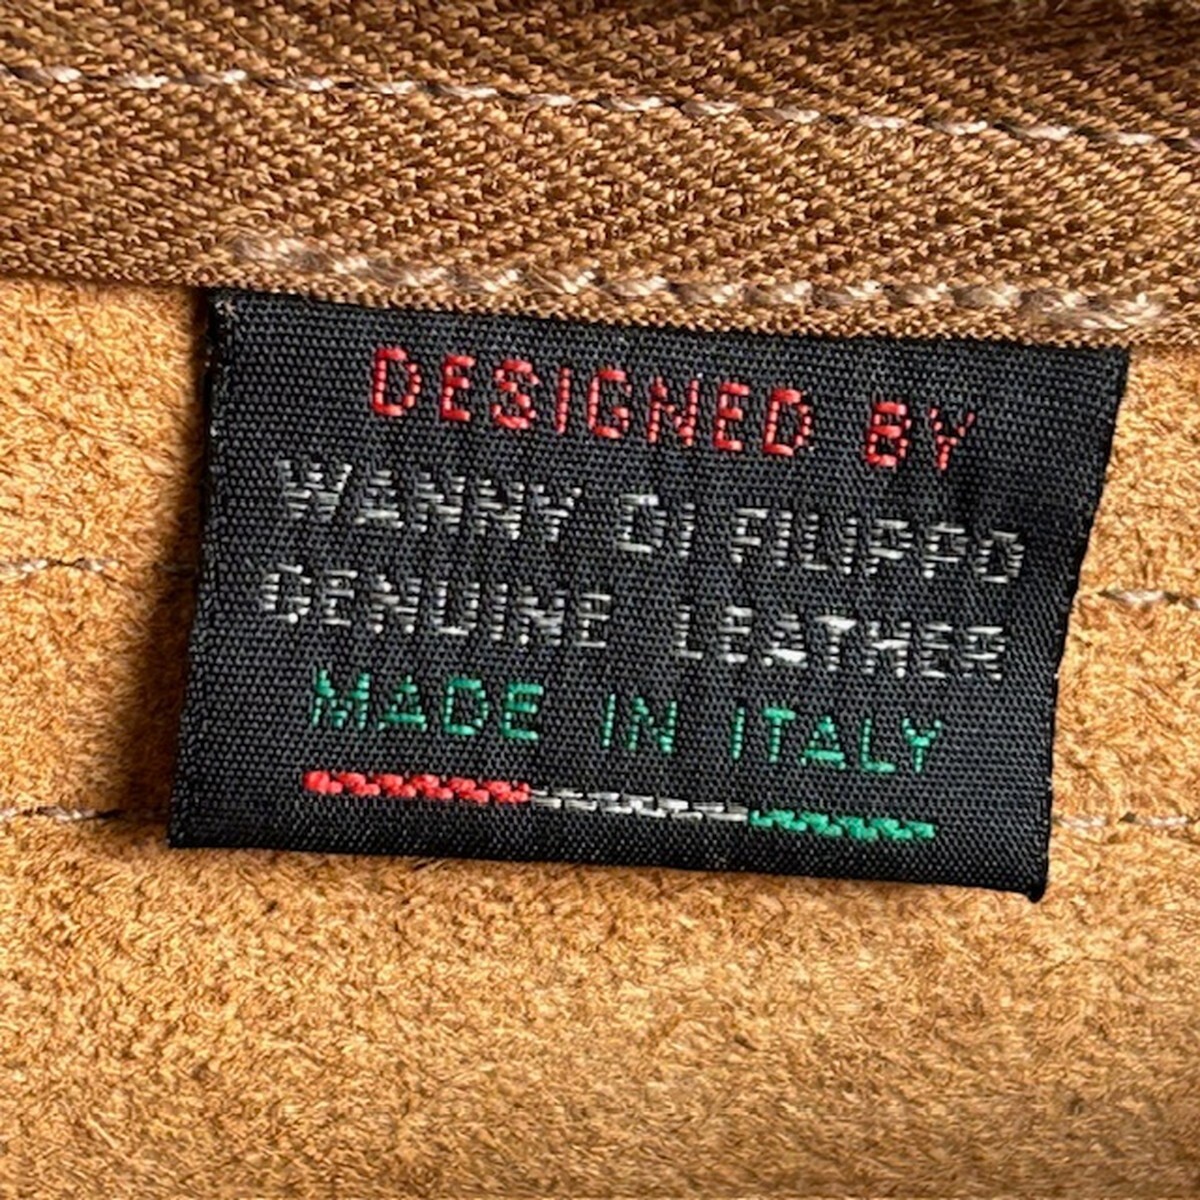 DESIGNED BY
WANNY DI FILIPPO
GENUINE LEATHER
MADE IN ITALY